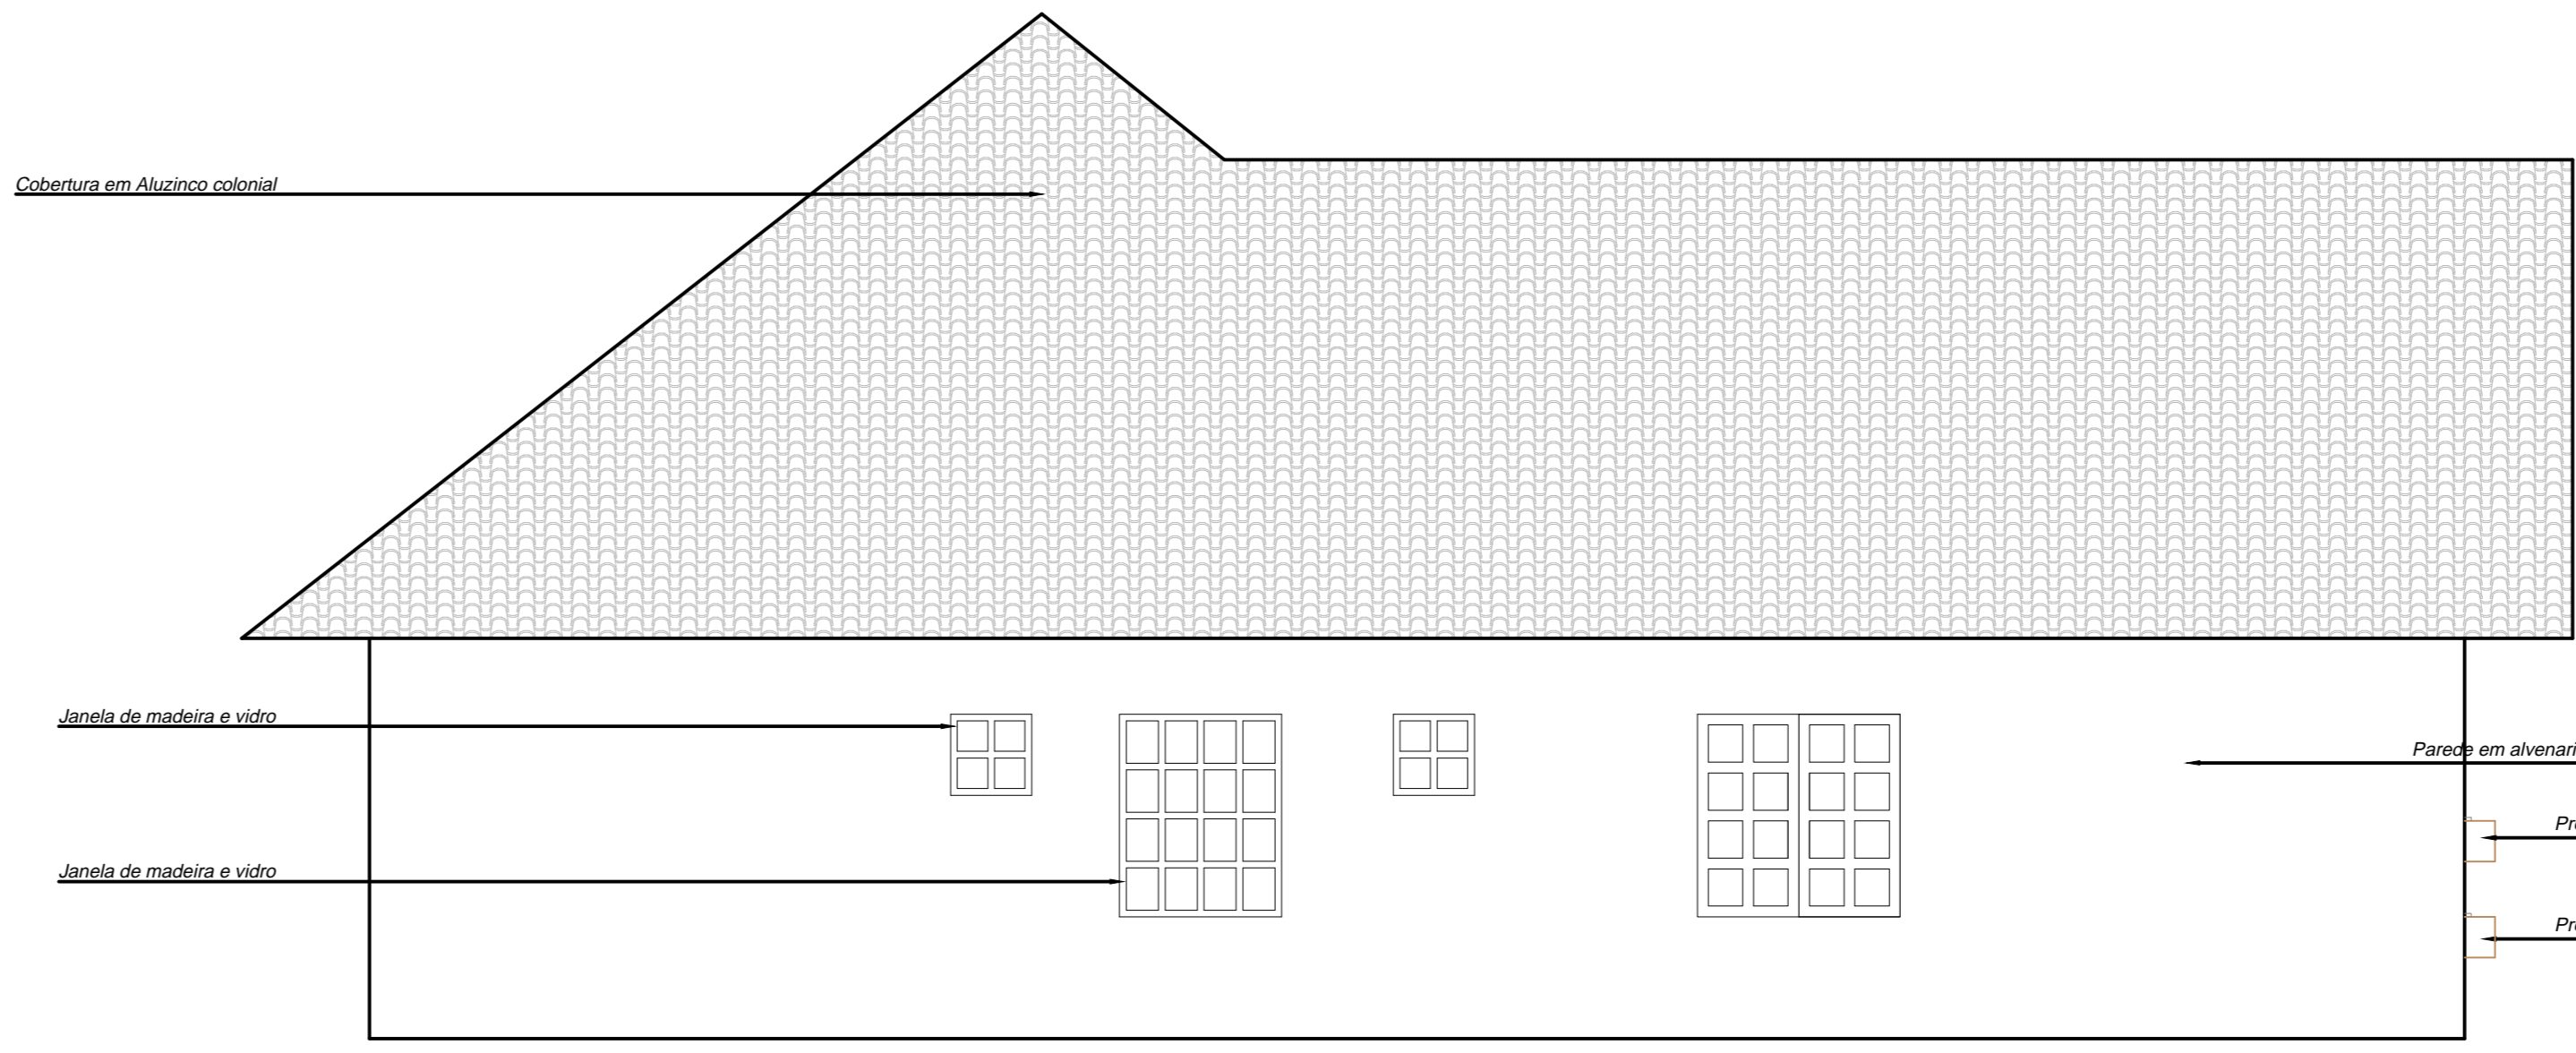 Cobertura em Aluzinco colonial
Janela de madeira e vidro
Parede em alvenari
Pr
Janela de madeira e vidro
Pr